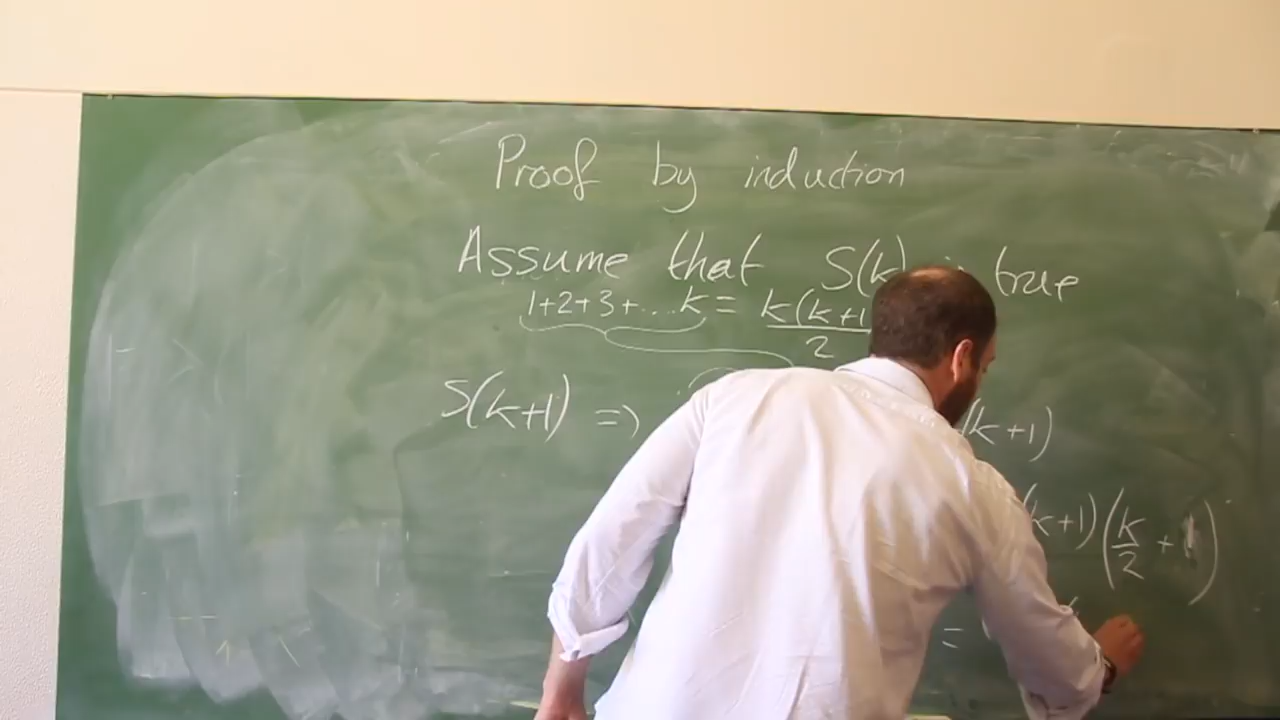 Proof by induction
Assume that S(k) is true
1+2+3+....k = k(k+1
2
S(k+1) => (k+1)
(k+1)(k/2 + 1)
=